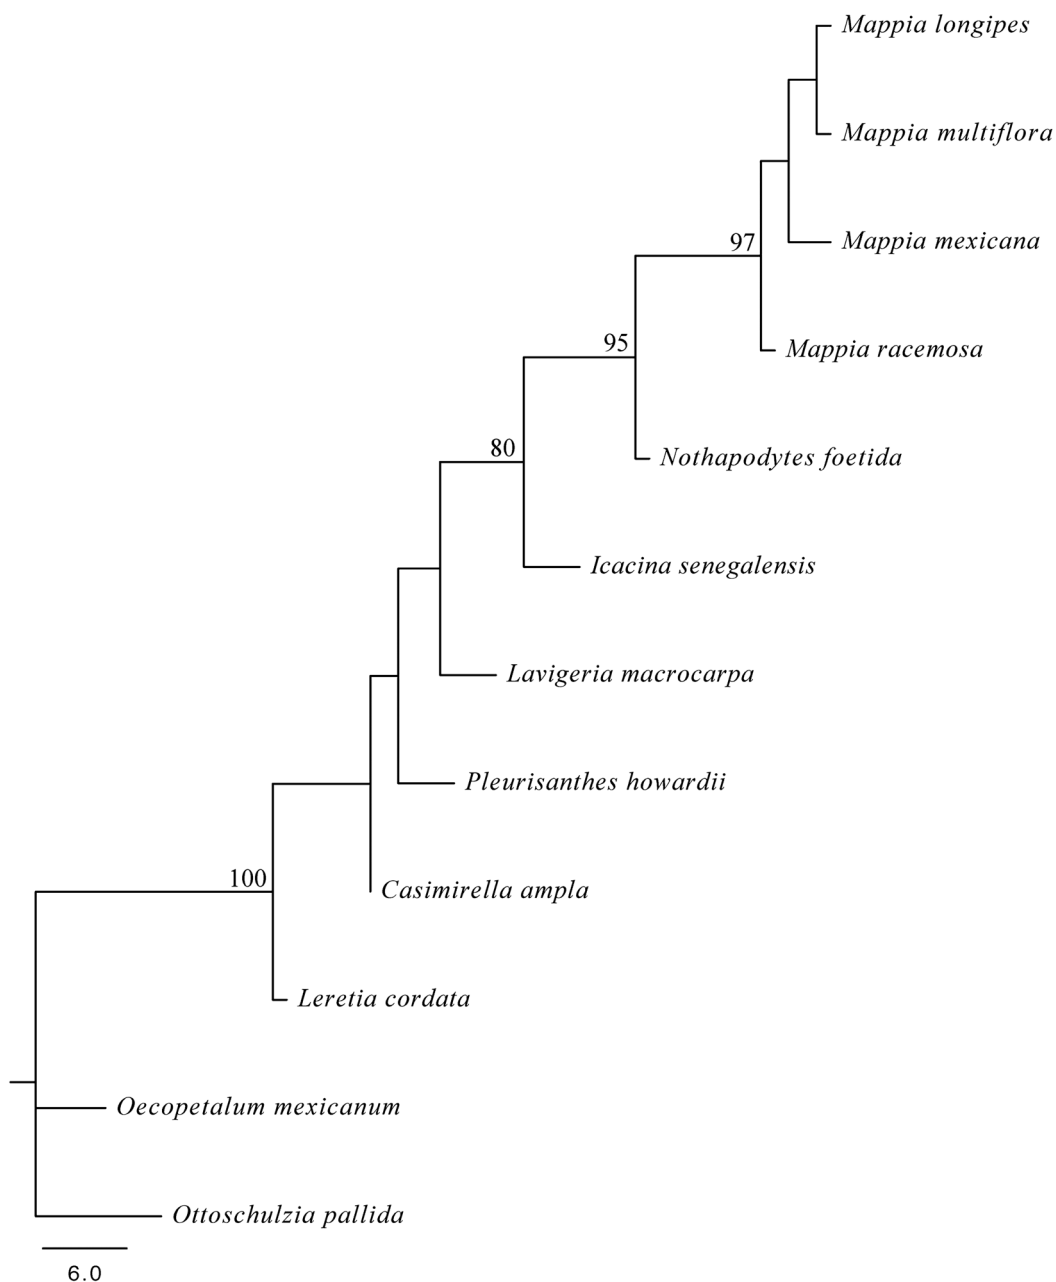 Mappia longipes
Mappia multiflora
Mappia mexicana
97
Mappia racemosa
95
Nothapodytes foetida
80
Icacina senegalensis
Lavigeria macrocarpa
Pleurisanthes howardii
100
Casimirella ampla
Leretia cordata
Oecopetalum mexicanum
Ottoschulzia pallida
6.0